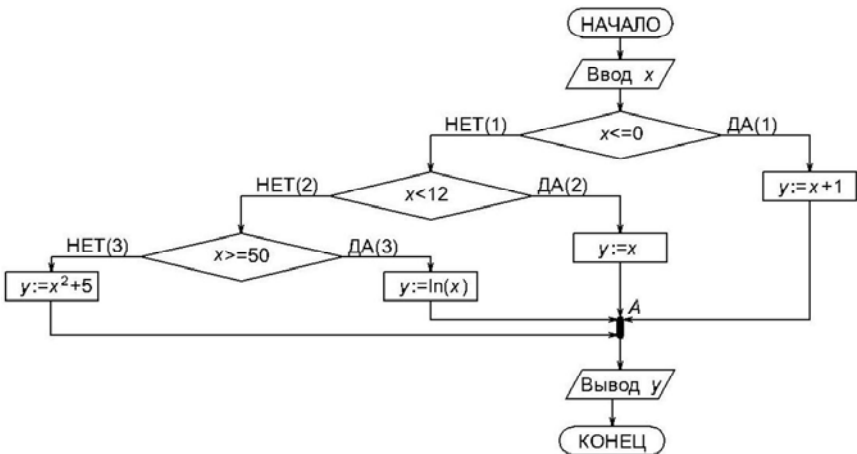 НАЧАЛО
Ввод x
НЕТ(1)
x<=0
ДА(1)
НЕТ(2)
x<12
ДА(2)
y:=x+1
НЕТ(3)
x>=50
ДА(3)
y:=x
y:=x²+5
y:=ln(x)
A
Вывод y
КОНЕЦ